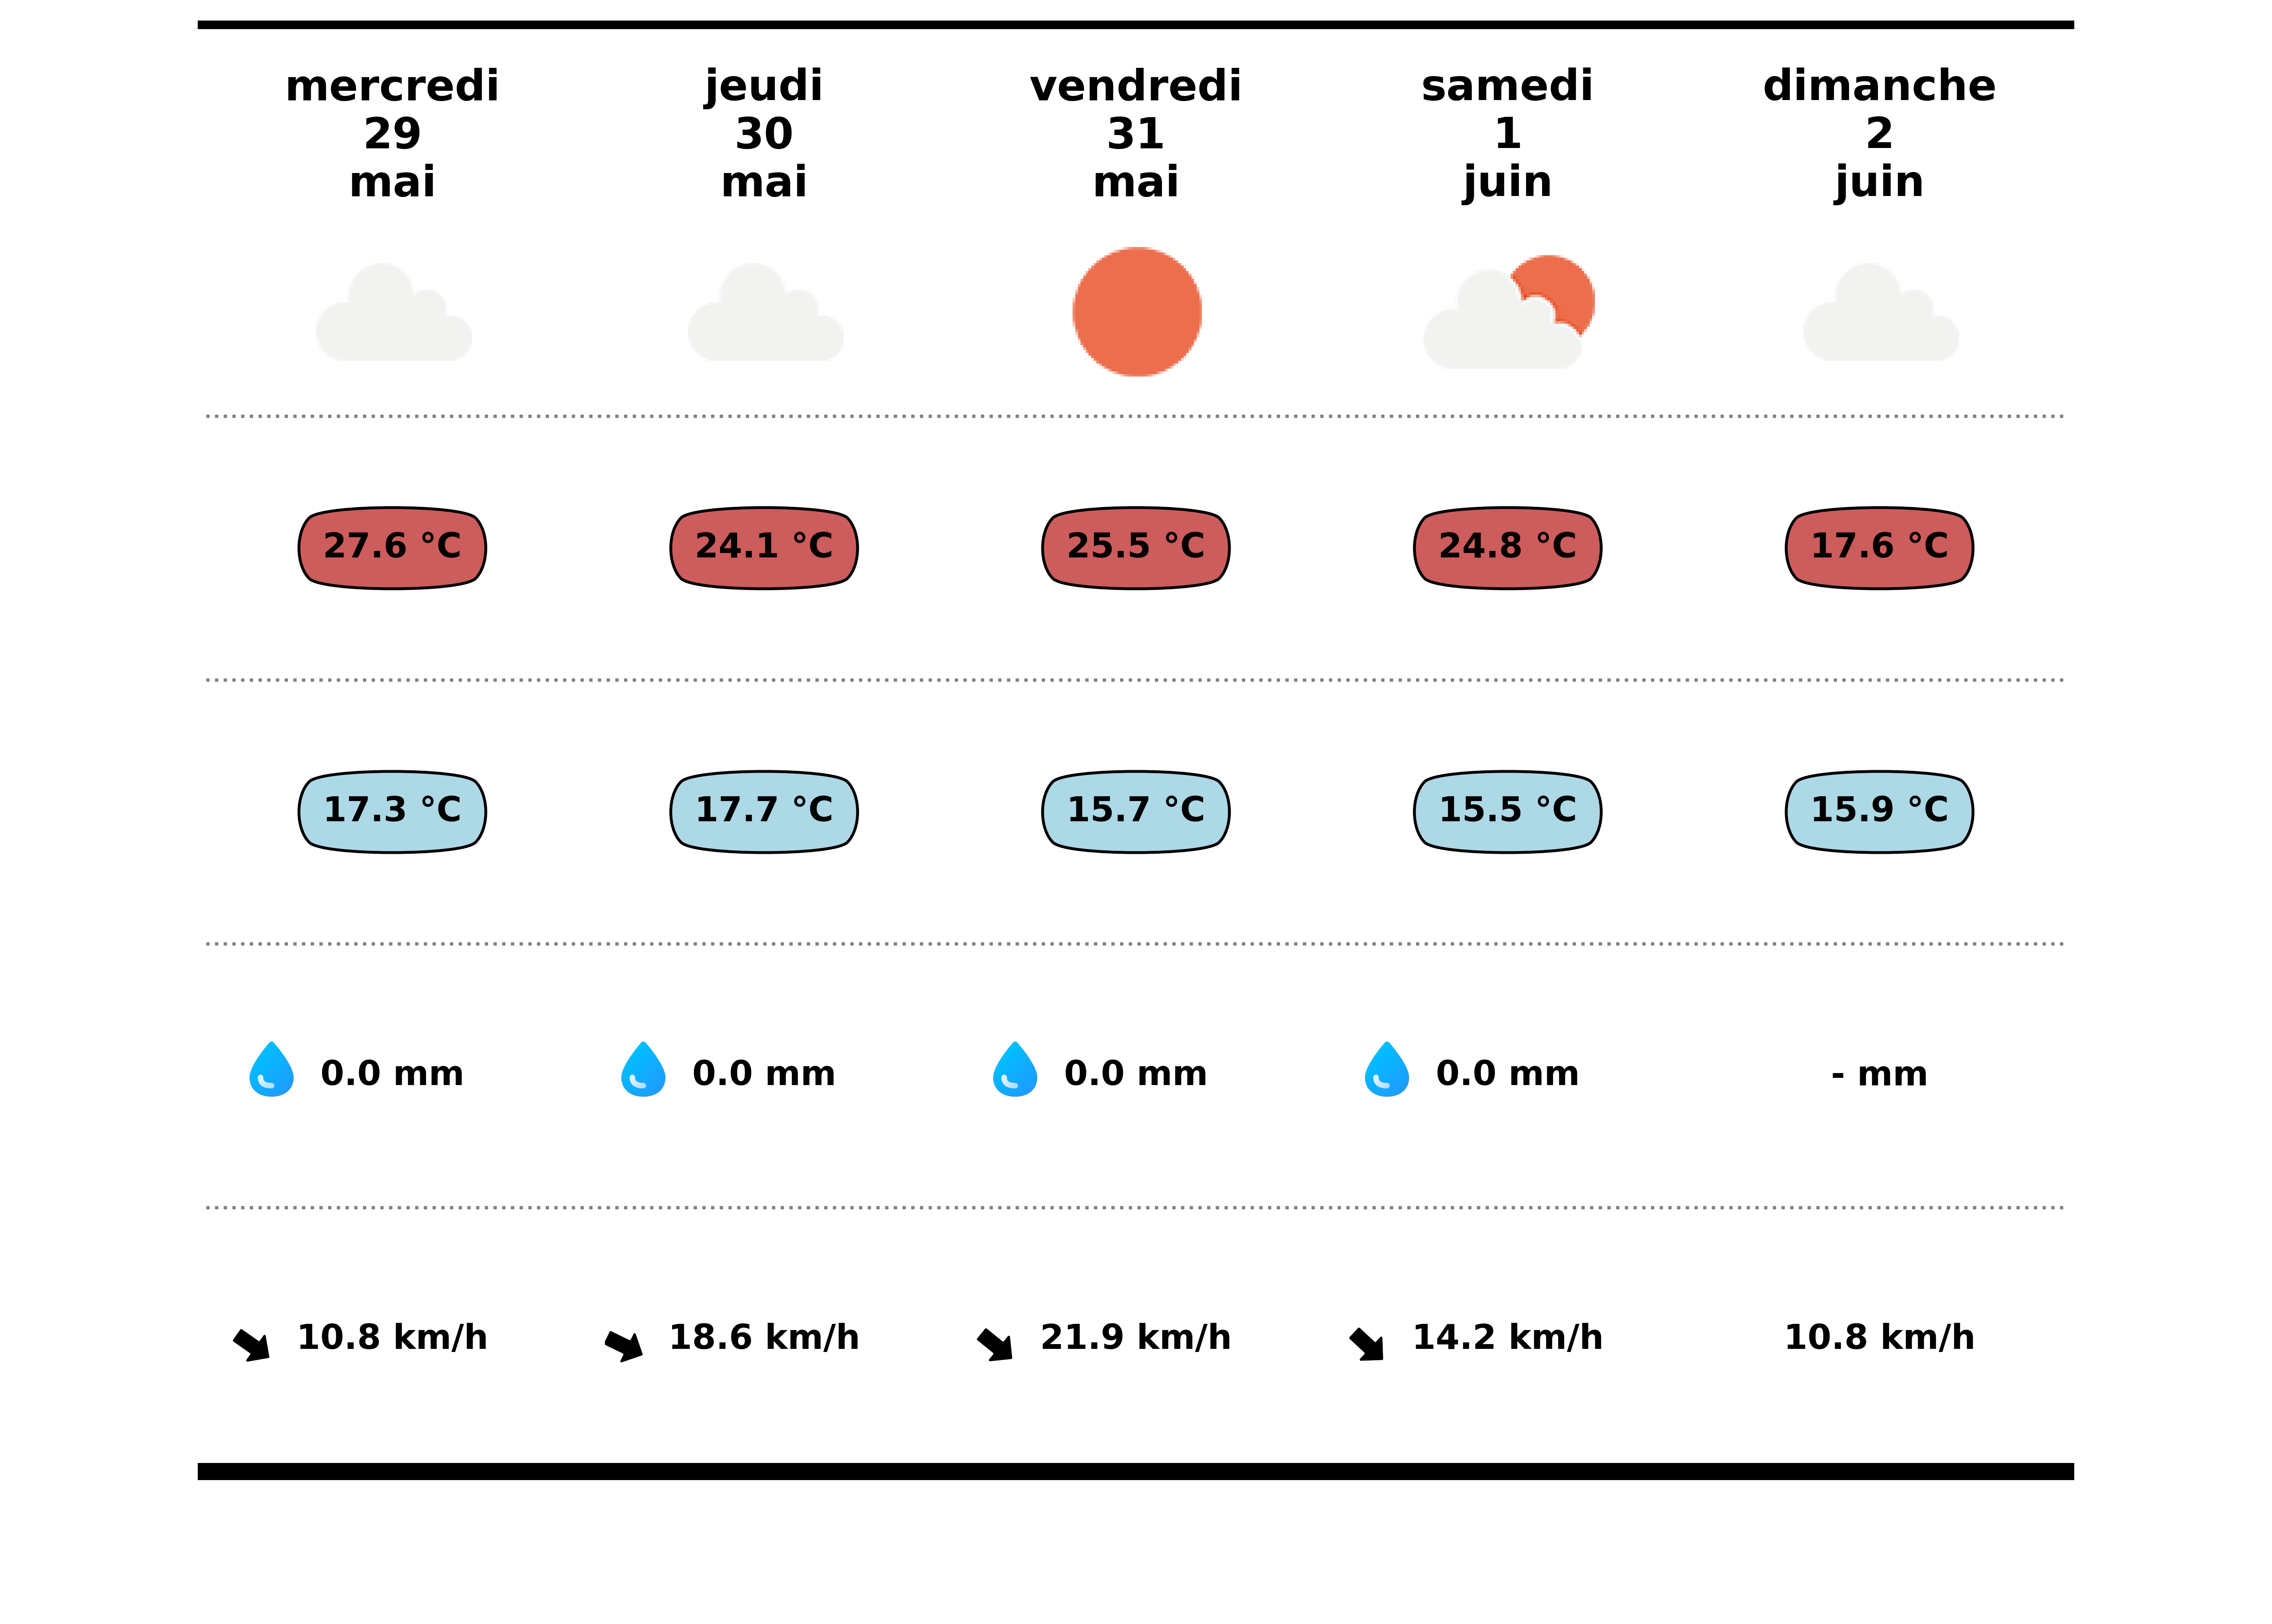 mercredi jeudi vendredi samedi dimanche
29 30 31 1 2
mai mai mai juin juin
27.6 °C 24.1 °C 25.5 °C 24.8 °C 17.6 °C
17.3 °C 17.7 °C 15.7 °C 15.5 °C 15.9 °C
0.0 mm 0.0 mm 0.0 mm 0.0 mm - mm
10.8 km/h 18.6 km/h 21.9 km/h 14.2 km/h 10.8 km/h